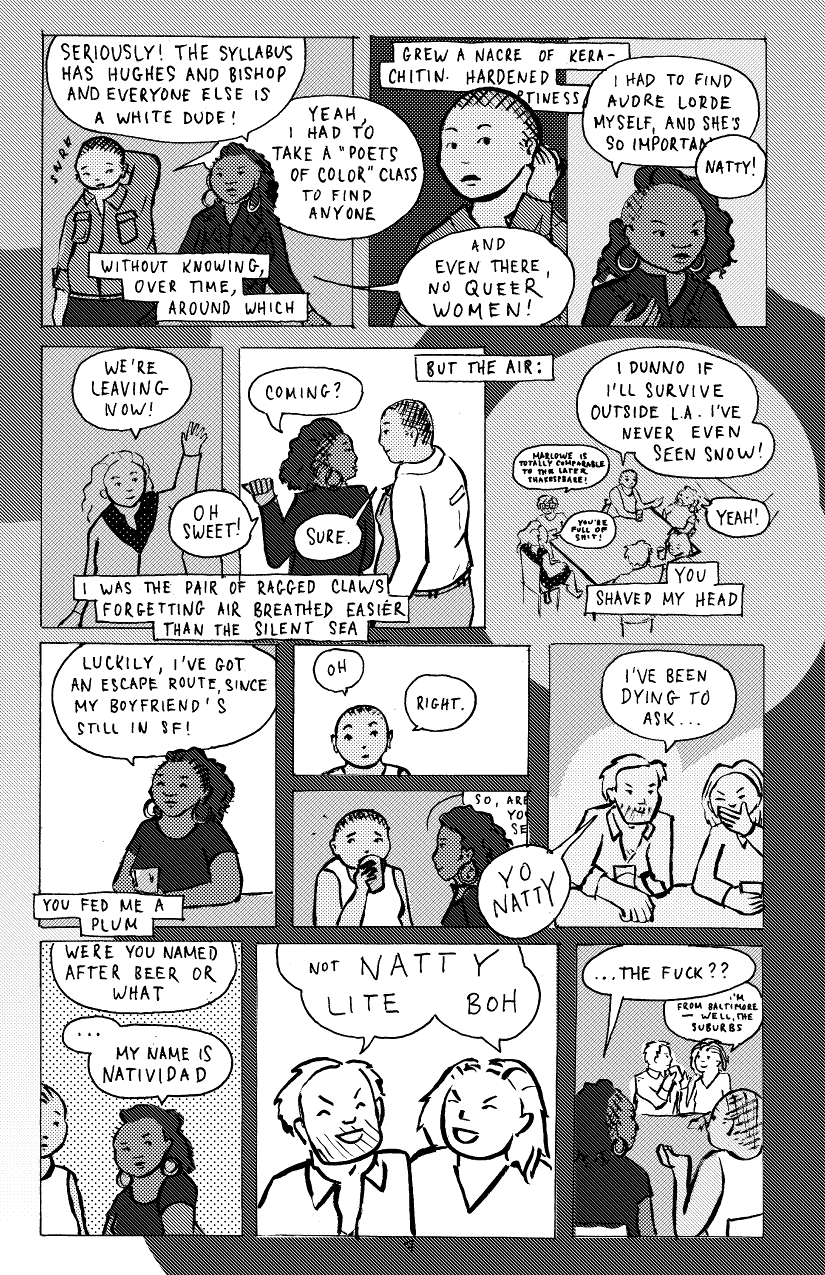 SERIOUSLY! THE SYLLABUS
HAS HUGHES AND BISHOP
AND EVERYONE ELSE IS
A WHITE DUDE!
SNRK
YEAH,
I HAD TO
TAKE A "POETS
OF COLOR" CLASS
TO FIND
ANYONE
WITHOUT KNOWING,
OVER TIME,
AROUND WHICH
GREW A NACRE OF KERA-
CHITIN. HARDENED
RTINESS
AND
EVEN THERE,
NO QUEER
WOMEN!
I HAD TO FIND
AUDRE LORDE
MYSELF, AND SHE'S
SO IMPORTAN
NATTY!
WE'RE
LEAVING
NOW!
COMING?
OH
SWEET!
SURE.
I WAS THE PAIR OF RAGGED CLAWS
FORGETTING AIR BREATHED EASIER
THAN THE SILENT SEA
BUT THE AIR:
I DUNNO IF
I'LL SURVIVE
OUTSIDE L.A. I'VE
NEVER EVEN
SEEN SNOW!
MARLOWE IS
TOTALLY COMPARABLE
TO THE LATER
SHAKESPEARE!
YOU'RE
FULL OF
SHIT!
YEAH!
YOU
SHAVED MY HEAD
LUCKILY, I'VE GOT
AN ESCAPE ROUTE, SINCE
MY BOYFRIEND'S
STILL IN SF!
YOU FED ME A
PLUM
OH
RIGHT.
SO, ARE
YO
SE
I'VE BEEN
DYING TO
ASK...
YO
NATTY
WERE YOU NAMED
AFTER BEER OR
WHAT
...
MY NAME IS
NATIVIDAD
NOT NATTY
LITE BOH
...THE FUCK??
I'M
FROM BALTIMORE
— WELL, THE
SUBURBS